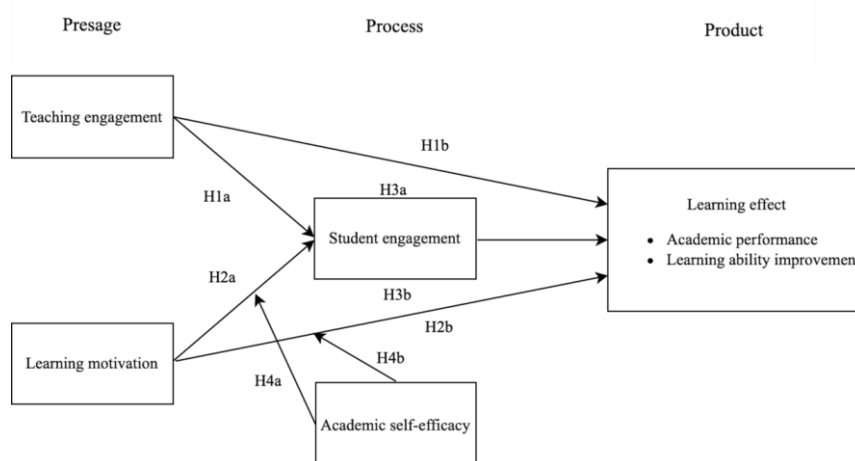 Presage
Process
Product
Teaching engagement
H1b
H1a
H3a
Student engagement
Learning effect
• Academic performance
• Learning ability improvement
H2a
H3b
H2b
Learning motivation
H4a
H4b
Academic self-efficacy